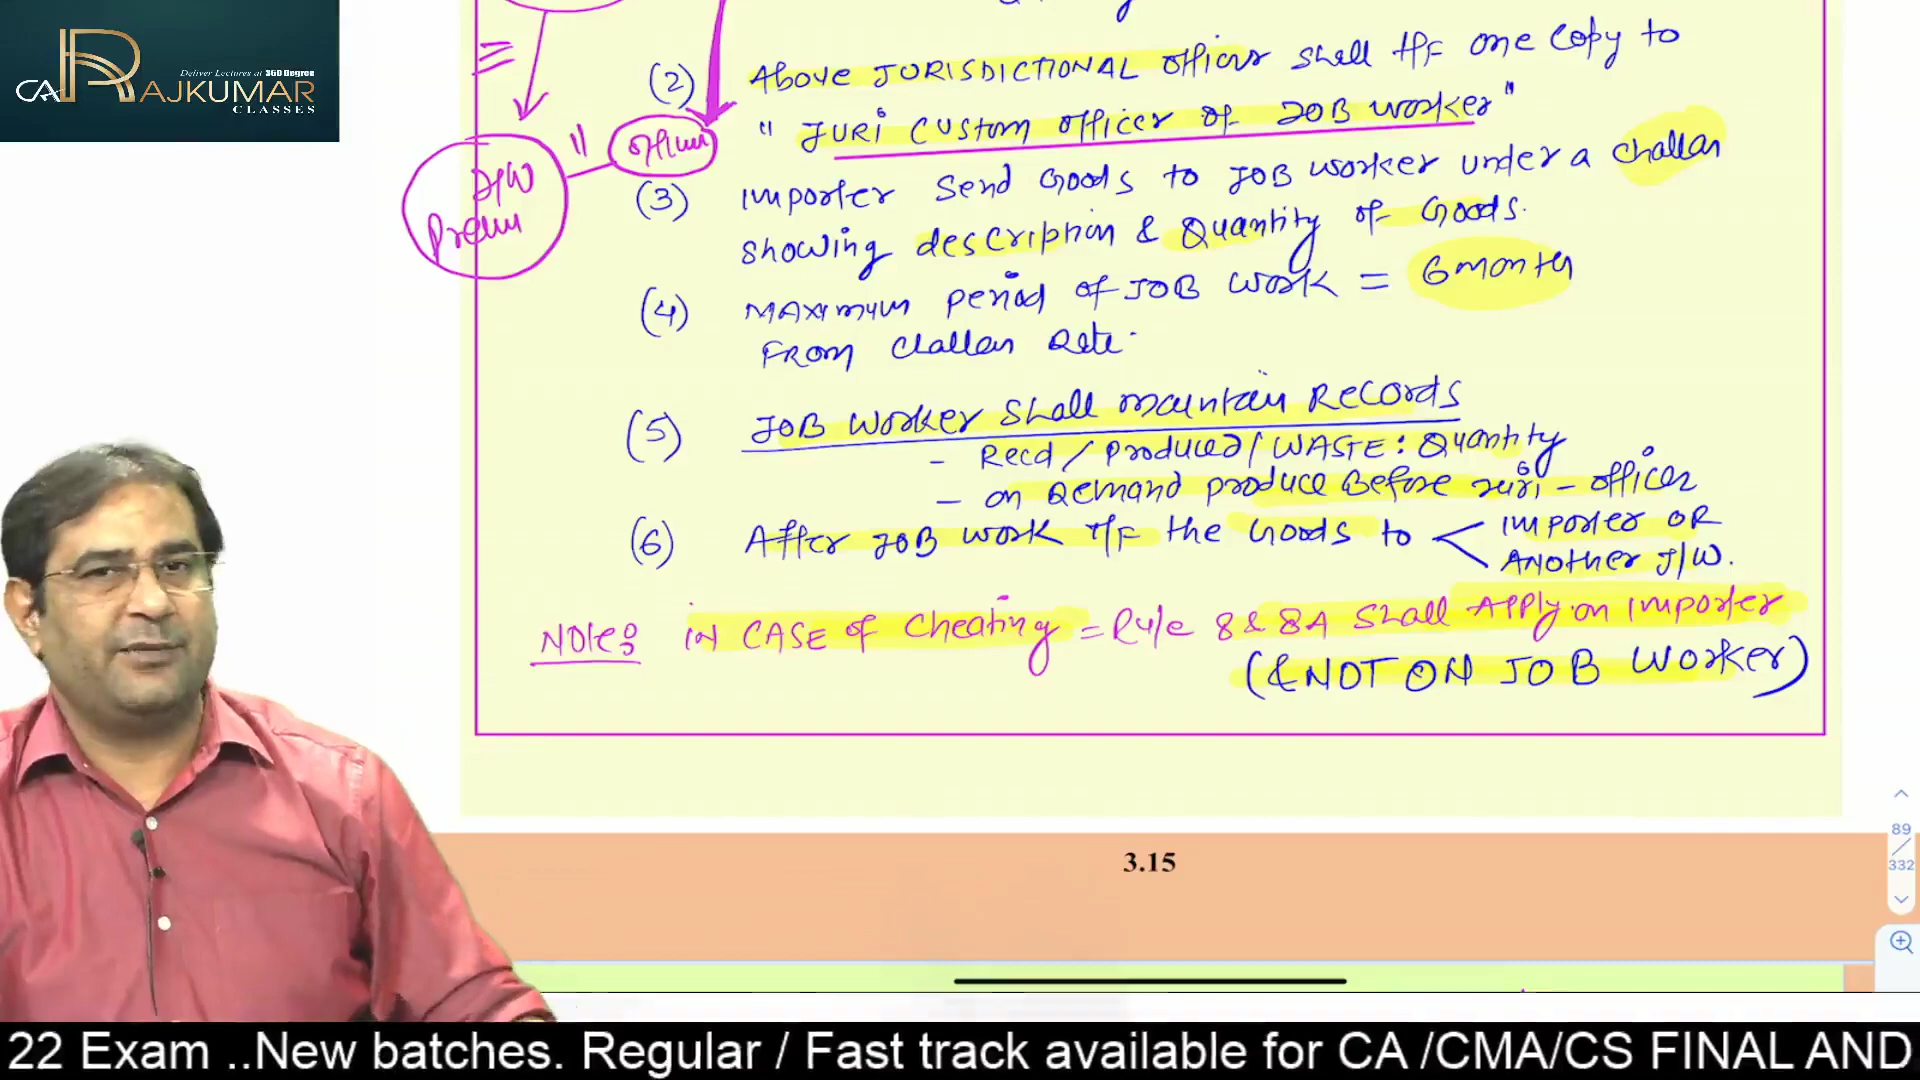 Deliver Lectures at 360 Degree
CA RAJKUMAR
CLASSES
(2) Above JURISDICTIONAL officer shall t/f one copy to
" JURI CUSTOM officer of JOB worker"
officer
J/W
(3) IMPORTER Send Goods to JOB worker under a challan
showing description & Quantity of Goods.
(4) MAXIMUM period of JOB work = 6 month
FROM challan date.
(5) JOB worker shall maintain Records
- Recd / produced / WASTE : Quantity
- on demand produce Before juri - officer
(6) After JOB work t/f the Goods to < importer OR
Another J/W.
Note: IN CASE of cheating = Rule 8 & 8A shall Apply on Importer
(& NOT ON JOB worker)
89
332
3.15
22 Exam ..New batches. Regular / Fast track available for CA /CMA/CS FINAL AND